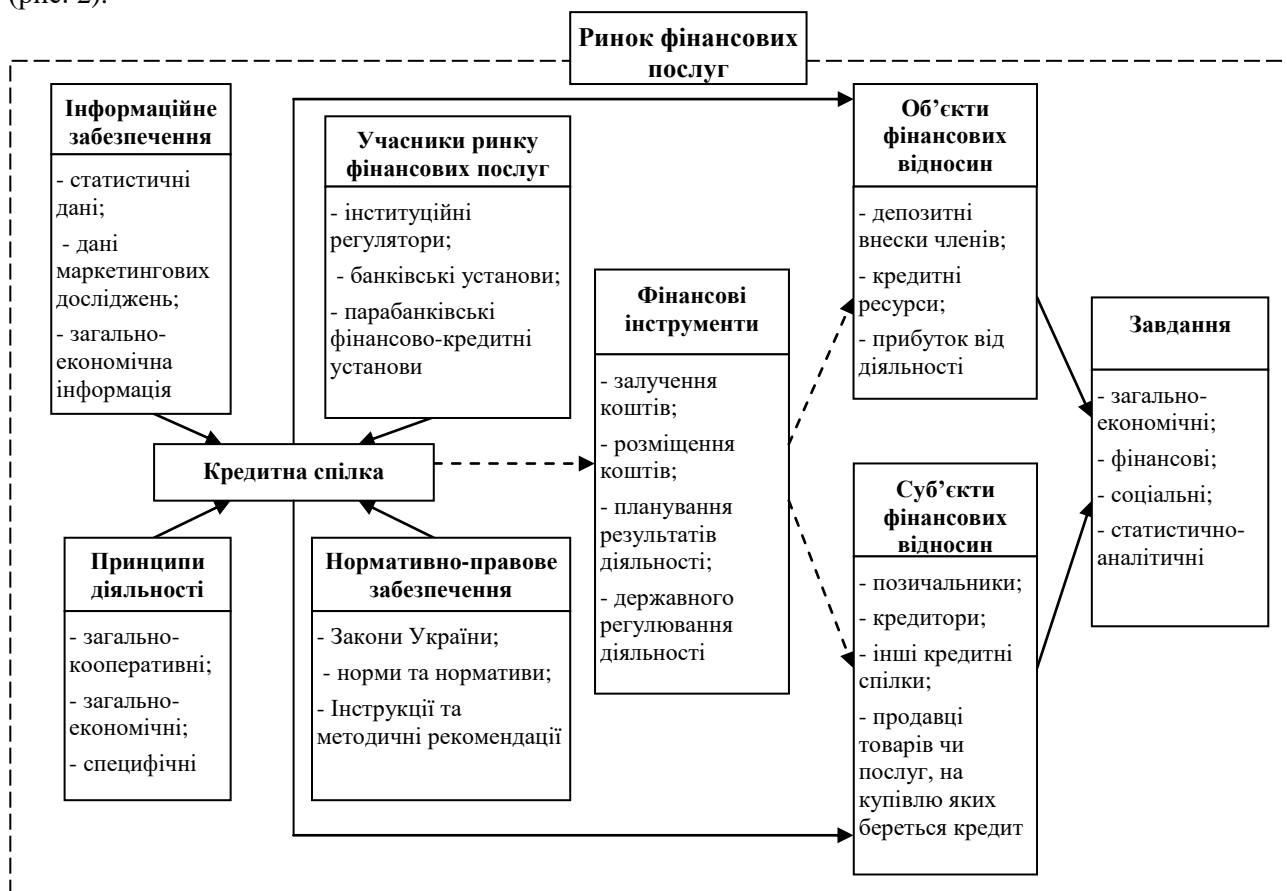 (рис. 2).
Ринок фінансових
послуг
Інформаційне
забезпечення
- статистичні
дані;
- дані
маркетингових
досліджень;
- загально-
економічна
інформація
Учасники ринку
фінансових послуг
- інституційні
регулятори;
- банківські установи;
- парабанківські
фінансово-кредитні
установи
Кредитна спілка
Принципи
діяльності
- загально-
кооперативні;
- загально-
економічні;
- специфічні
Нормативно-правове
забезпечення
- Закони України;
- норми та нормативи;
- Інструкції та
методичні рекомендації
Фінансові
інструменти
- залучення
коштів;
- розміщення
коштів;
- планування
результатів
діяльності;
- державного
регулювання
діяльності
Об’єкти
фінансових
відносин
- депозитні
внески членів;
- кредитні
ресурси;
- прибуток від
діяльності
Суб’єкти
фінансових
відносин
- позичальники;
- кредитори;
- інші кредитні
спілки;
- продавці
товарів чи
послуг, на
купівлю яких
береться кредит
Завдання
- загально-
економічні;
- фінансові;
- соціальні;
- статистично-
аналітичні